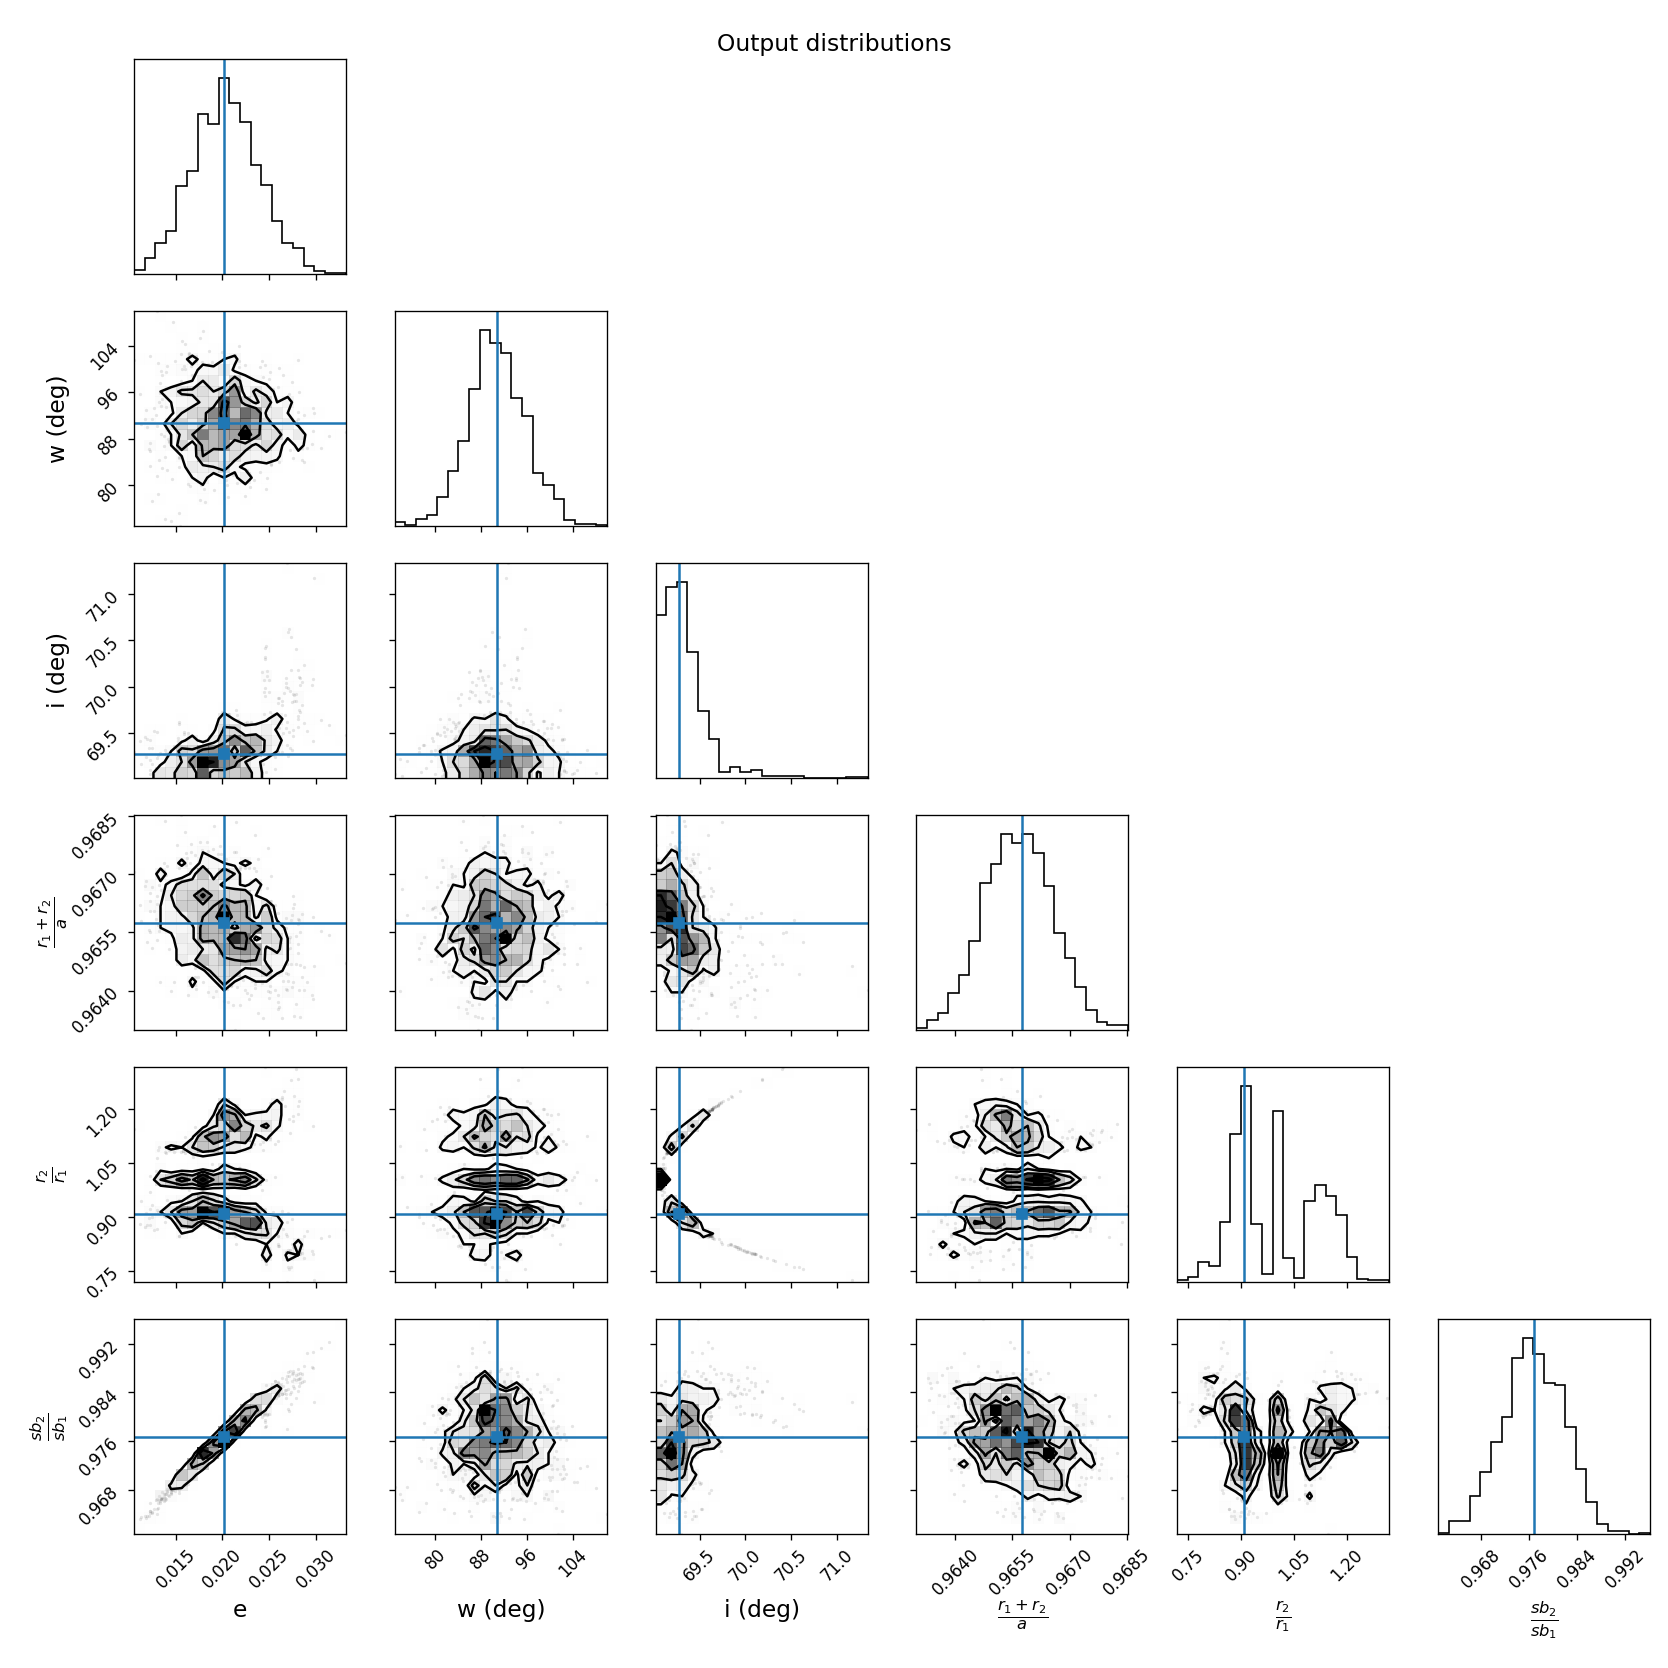 Output distributions
w (deg)
104
96
88
80
i (deg)
71.0
70.5
70.0
69.5
r₁ + r₂
a
0.9685
0.9670
0.9655
0.9640
r₂
r₁
1.20
1.05
0.90
0.75
sb₂
sb₁
0.992
0.984
0.976
0.968
0.015 0.020 0.025 0.030
e
80 88 96 104
w (deg)
69.5 70.0 70.5 71.0
i (deg)
0.9640 0.9655 0.9670 0.9685
r₁ + r₂
a
0.75 0.90 1.05 1.20
r₂
r₁
0.968 0.976 0.984 0.992
sb₂
sb₁